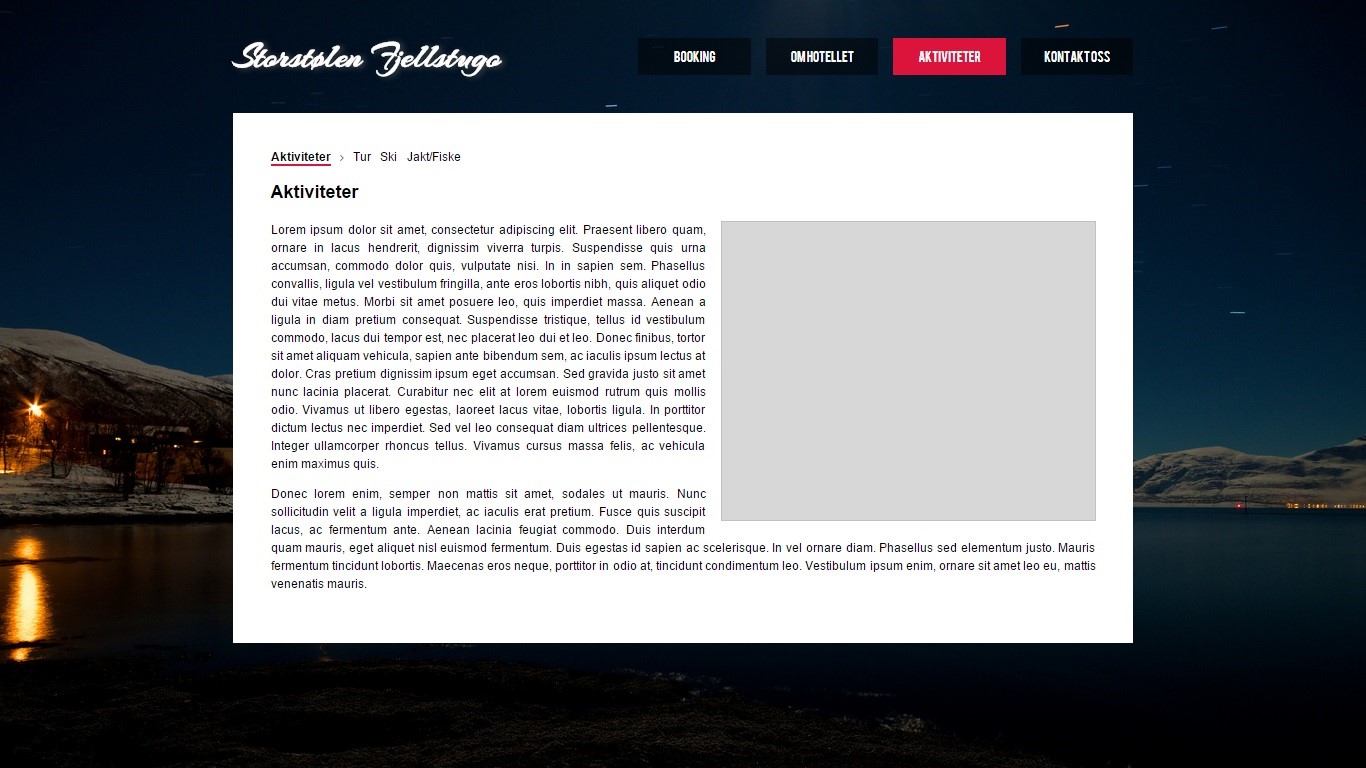 Storstølen Fjellstugo
BOOKING OM HOTELLET AKTIVITETER KONTAKT OSS
Aktiviteter › Tur Ski Jakt/Fiske
Aktiviteter
Lorem ipsum dolor sit amet, consectetur adipiscing elit. Praesent libero quam,
ornare in lacus hendrerit, dignissim viverra turpis. Suspendisse quis urna
accumsan, commodo dolor quis, vulputate nisi. In in sapien sem. Phasellus
convallis, ligula vel vestibulum fringilla, ante eros lobortis nibh, quis aliquet odio
dui vitae metus. Morbi sit amet posuere leo, quis imperdiet massa. Aenean a
ligula in diam pretium consequat. Suspendisse tristique, tellus id vestibulum
commodo, lacus dui tempor est, nec placerat leo dui et leo. Donec finibus, tortor
sit amet aliquam vehicula, sapien ante bibendum sem, ac iaculis ipsum lectus at
dolor. Cras pretium dignissim ipsum eget accumsan. Sed gravida justo sit amet
nunc lacinia placerat. Curabitur nec elit at lorem euismod rutrum quis mollis
odio. Vivamus ut libero egestas, laoreet lacus vitae, lobortis ligula. In porttitor
dictum lectus nec imperdiet. Sed vel leo consequat diam ultrices pellentesque.
Integer ullamcorper rhoncus tellus. Vivamus cursus massa felis, ac vehicula
enim maximus quis.
Donec lorem enim, semper non mattis sit amet, sodales ut mauris. Nunc
sollicitudin velit a ligula imperdiet, ac iaculis erat pretium. Fusce quis suscipit
lacus, ac fermentum ante. Aenean lacinia feugiat commodo. Duis interdum
quam mauris, eget aliquet nisl euismod fermentum. Duis egestas id sapien ac scelerisque. In vel ornare diam. Phasellus sed elementum justo. Mauris
fermentum tincidunt lobortis. Maecenas eros neque, porttitor in odio at, tincidunt condimentum leo. Vestibulum ipsum enim, ornare sit amet leo eu, mattis
venenatis mauris.